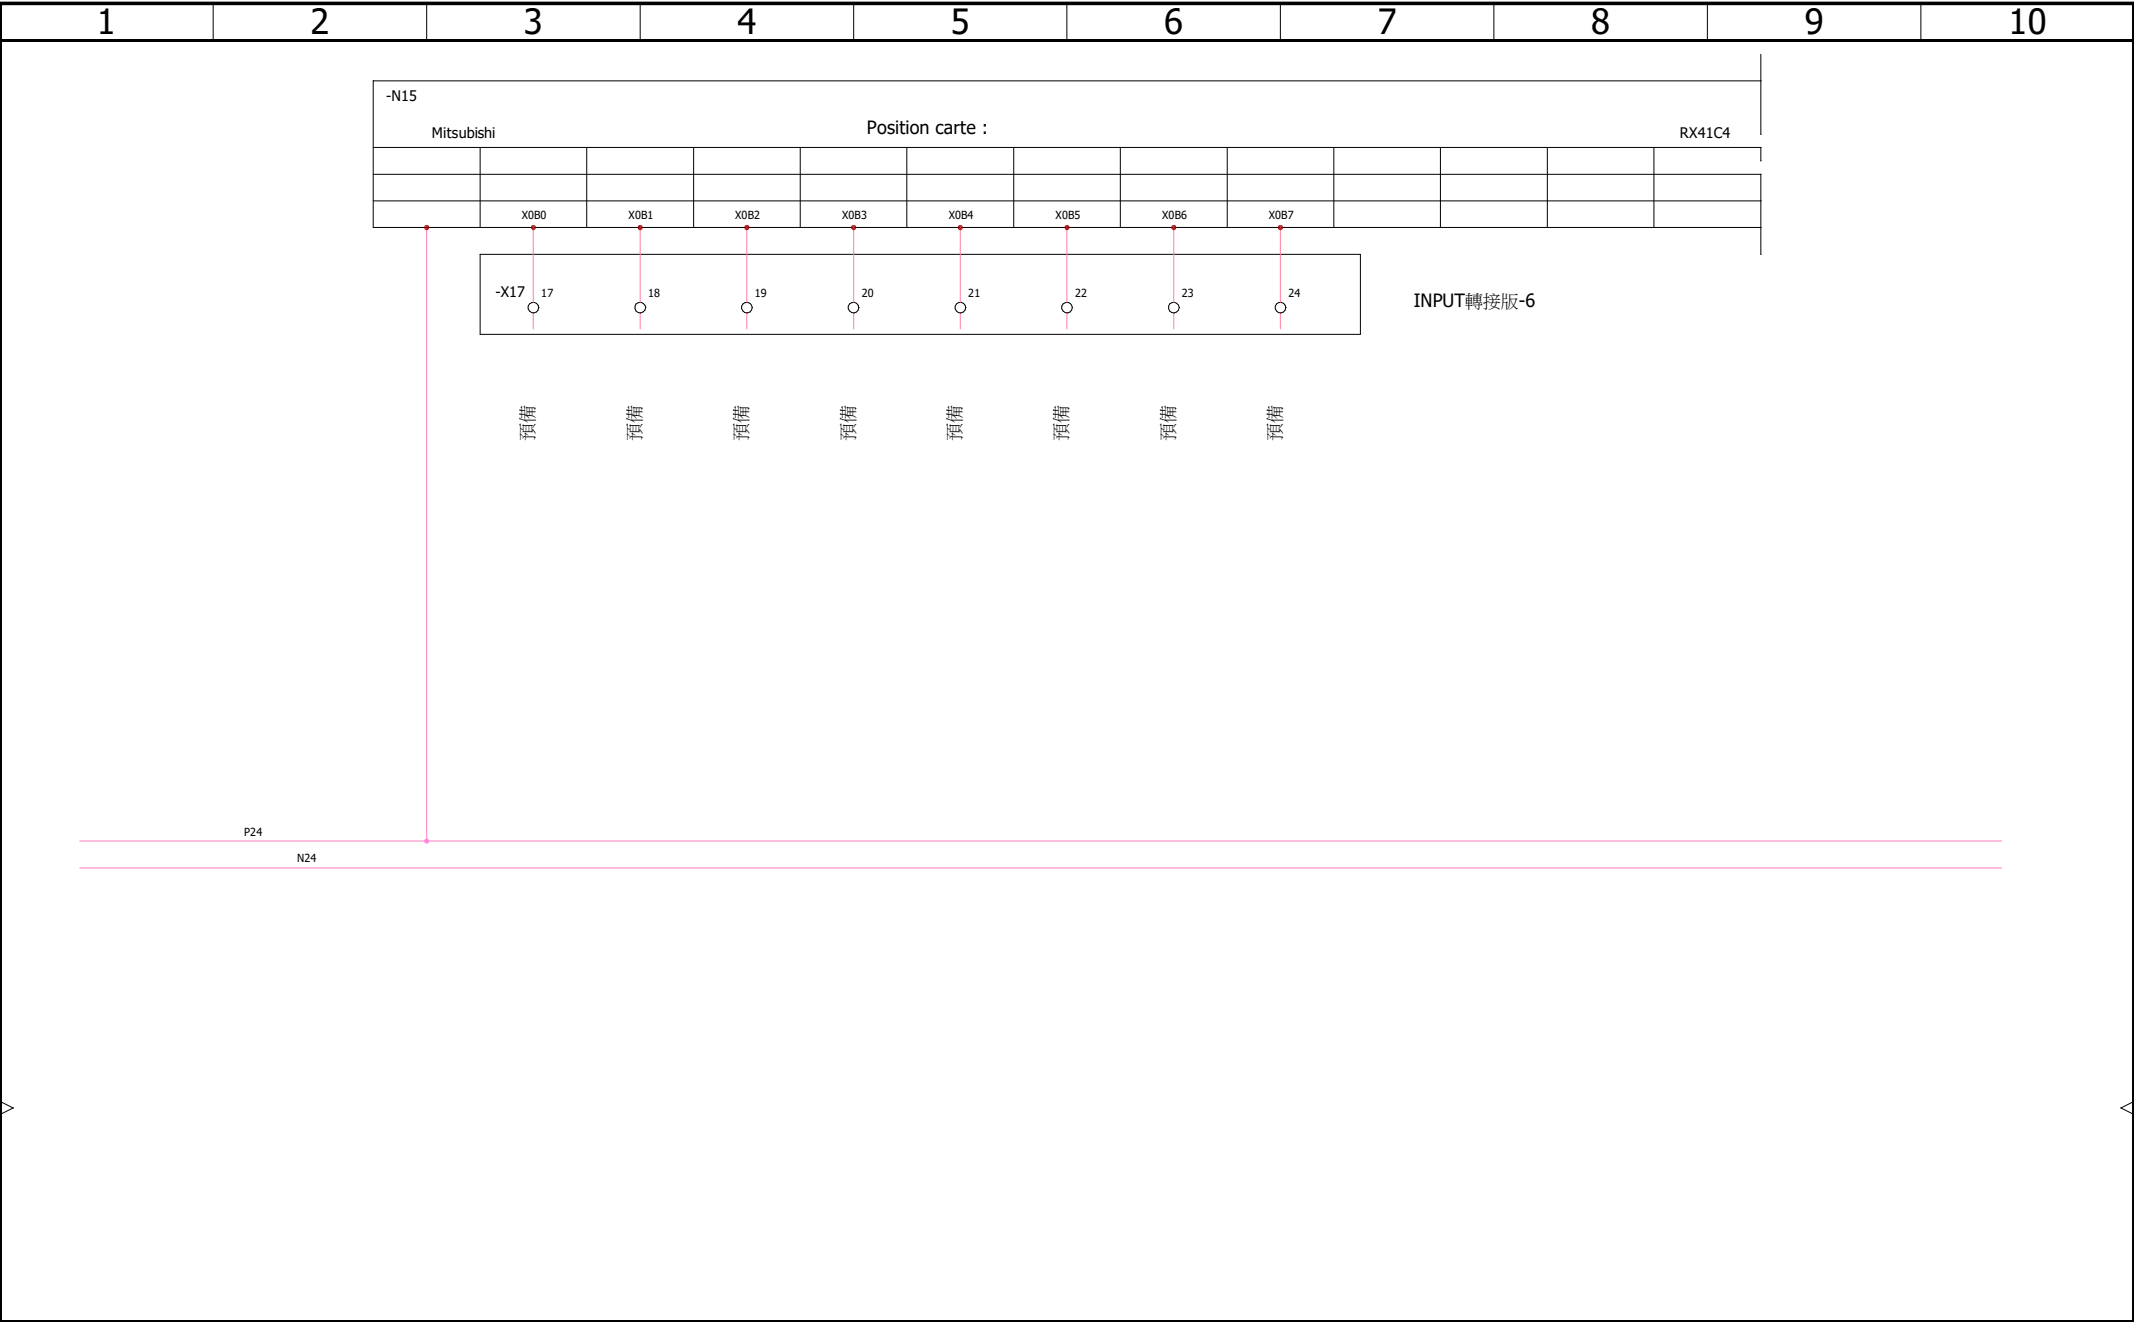 1 2 3 4 5 6 7 8 9 10
-N15
Mitsubishi Position carte : RX41C4
X0B0 X0B1 X0B2 X0B3 X0B4 X0B5 X0B6 X0B7
-X17 17 18 19 20 21 22 23 24 INPUT轉接版-6
預備 預備 預備 預備 預備 預備 預備 預備
P24
N24